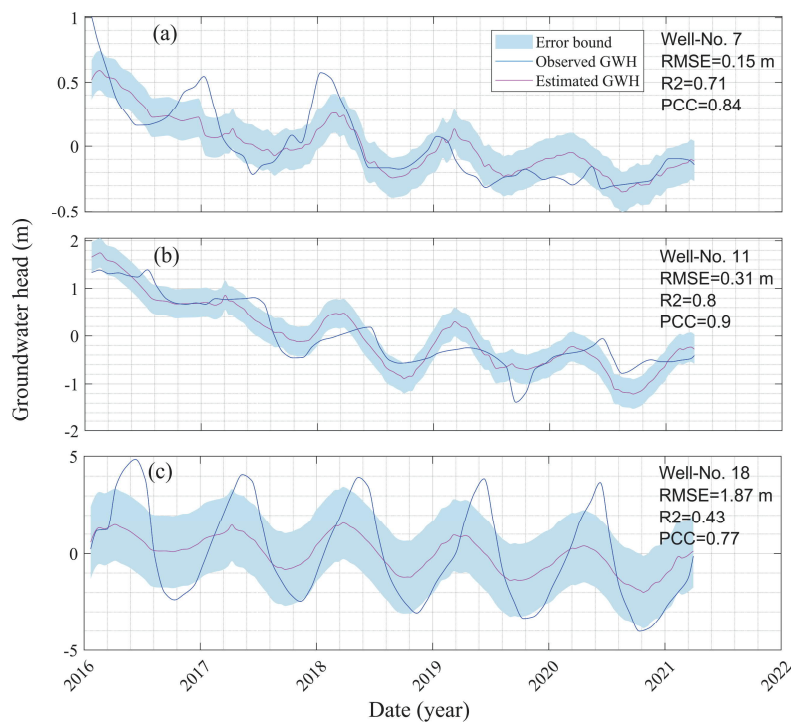 (a)
Error bound
Observed GWH
Estimated GWH
Well-No. 7
RMSE=0.15 m
R2=0.71
PCC=0.84
1
0.5
0
-0.5
(b)
Well-No. 11
RMSE=0.31 m
R2=0.8
PCC=0.9
2
1
0
-1
-2
Groundwater head (m)
(c)
Well-No. 18
RMSE=1.87 m
R2=0.43
PCC=0.77
5
0
-5
2016
2017
2018
2019
2020
2021
2022
Date (year)